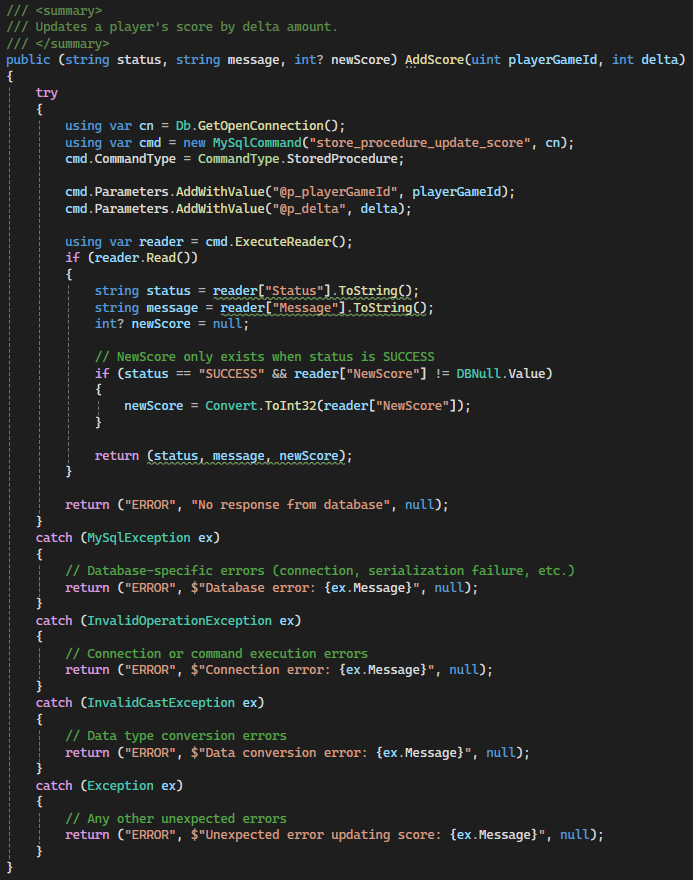 /// <summary>
/// Updates a player's score by delta amount.
/// </summary>
public (string status, string message, int? newScore) AddScore(uint playerGameId, int delta)
{
    try
    {
        using var cn = Db.GetOpenConnection();
        using var cmd = new MySqlCommand("store_procedure_update_score", cn);
        cmd.CommandType = CommandType.StoredProcedure;

        cmd.Parameters.AddWithValue("@p_playerGameId", playerGameId);
        cmd.Parameters.AddWithValue("@p_delta", delta);

        using var reader = cmd.ExecuteReader();
        if (reader.Read())
        {
            string status = reader["Status"].ToString();
            string message = reader["Message"].ToString();
            int? newScore = null;

            // NewScore only exists when status is SUCCESS
            if (status == "SUCCESS" && reader["NewScore"] != DBNull.Value)
            {
                newScore = Convert.ToInt32(reader["NewScore"]);
            }

            return (status, message, newScore);
        }

        return ("ERROR", "No response from database", null);
    }
    catch (MySqlException ex)
    {
        // Database-specific errors (connection, serialization failure, etc.)
        return ("ERROR", $"Database error: {ex.Message}", null);
    }
    catch (InvalidOperationException ex)
    {
        // Connection or command execution errors
        return ("ERROR", $"Connection error: {ex.Message}", null);
    }
    catch (InvalidCastException ex)
    {
        // Data type conversion errors
        return ("ERROR", $"Data conversion error: {ex.Message}", null);
    }
    catch (Exception ex)
    {
        // Any other unexpected errors
        return ("ERROR", $"Unexpected error updating score: {ex.Message}", null);
    }
}